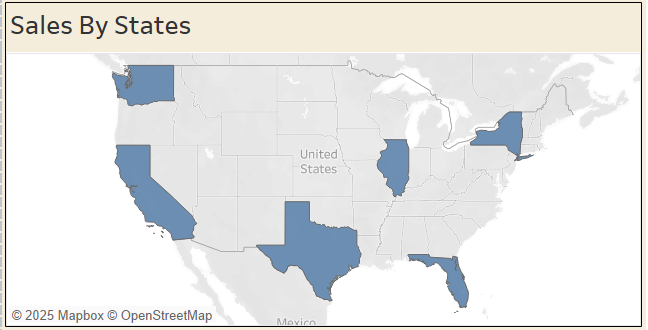 Sales By States
United
States
Mexico
© 2025 Mapbox © OpenStreetMap